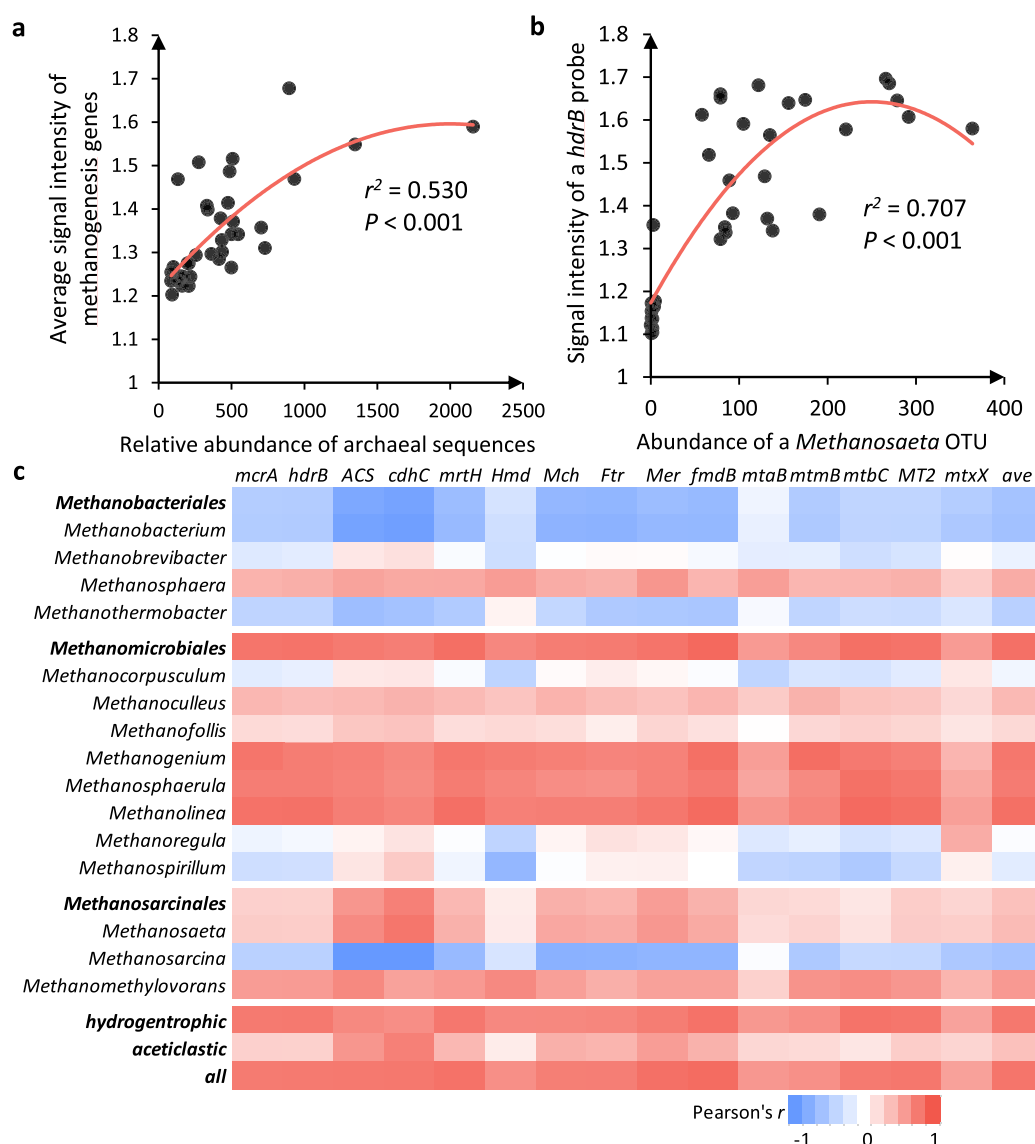 a
Average signal intensity of
methanogenesis genes
1.8
1.7
1.6
1.5
1.4
1.3
1.2
1.1
1
r² = 0.530
P < 0.001
0 500 1000 1500 2000 2500
Relative abundance of archaeal sequences
b
Signal intensity of a hdrB probe
1.8
1.7
1.6
1.5
1.4
1.3
1.2
1.1
1
r² = 0.707
P < 0.001
0 100 200 300 400
Abundance of a Methanosaeta OTU
c
mcrA hdrB ACS cdhC mrtH Hmd Mch Ftr Mer fmdB mtaB mtmB mtbC MT2 mtxX ave
Methanobacteriales
Methanobacterium
Methanobrevibacter
Methanosphaera
Methanothermobacter
Methanomicrobiales
Methanocorpusculum
Methanoculleus
Methanofollis
Methanogenium
Methanosphaerula
Methanolinea
Methanoregula
Methanospirillum
Methanosarcinales
Methanosaeta
Methanosarcina
Methanomethylovorans
hydrogentrophic
aceticlastic
all
Pearson's r
-1 0 1